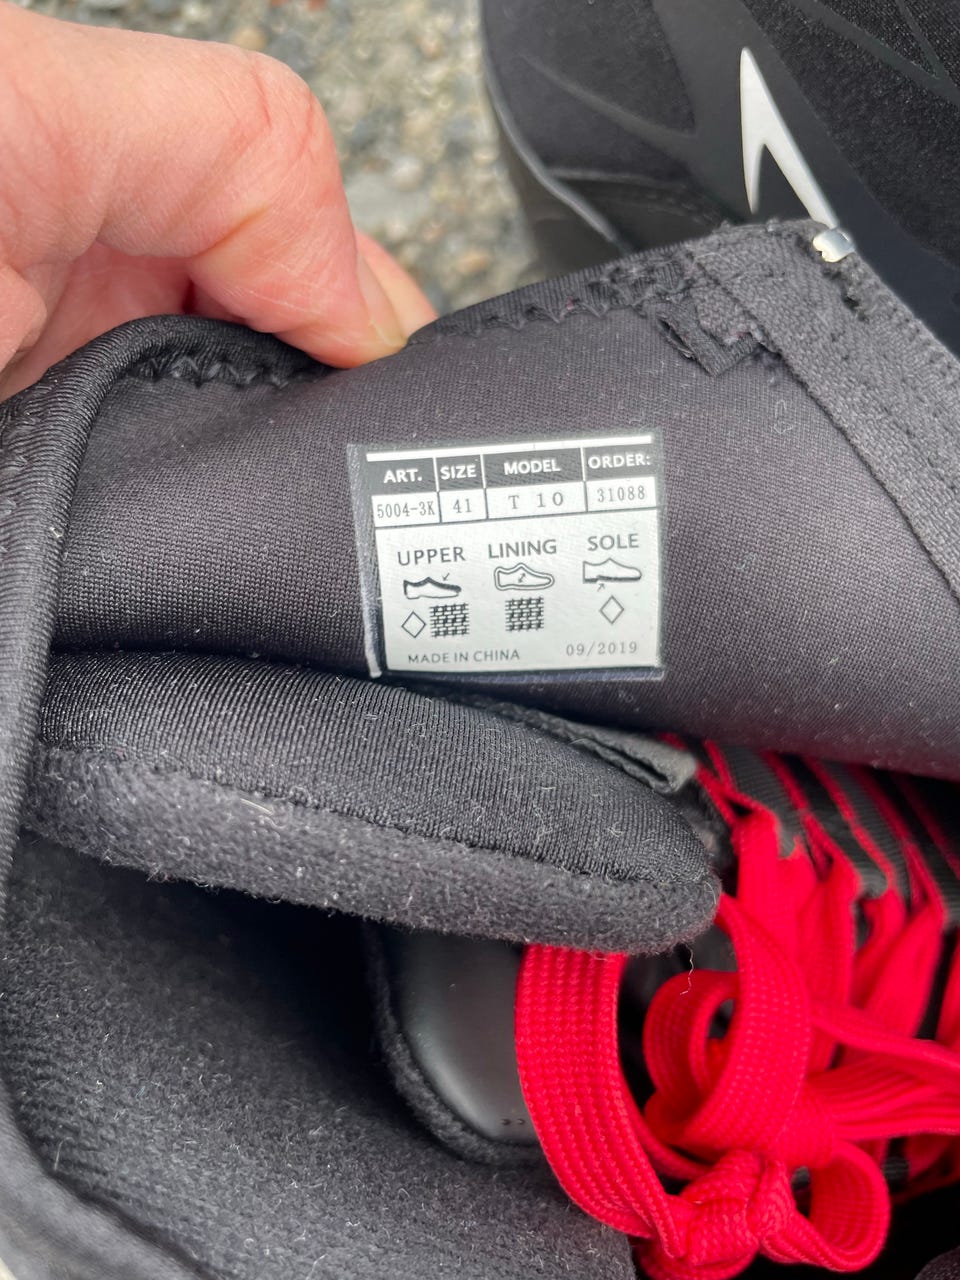 ART. SIZE MODEL ORDER:
5004-3K 41 T 10 31088
UPPER LINING SOLE
MADE IN CHINA 09/2019